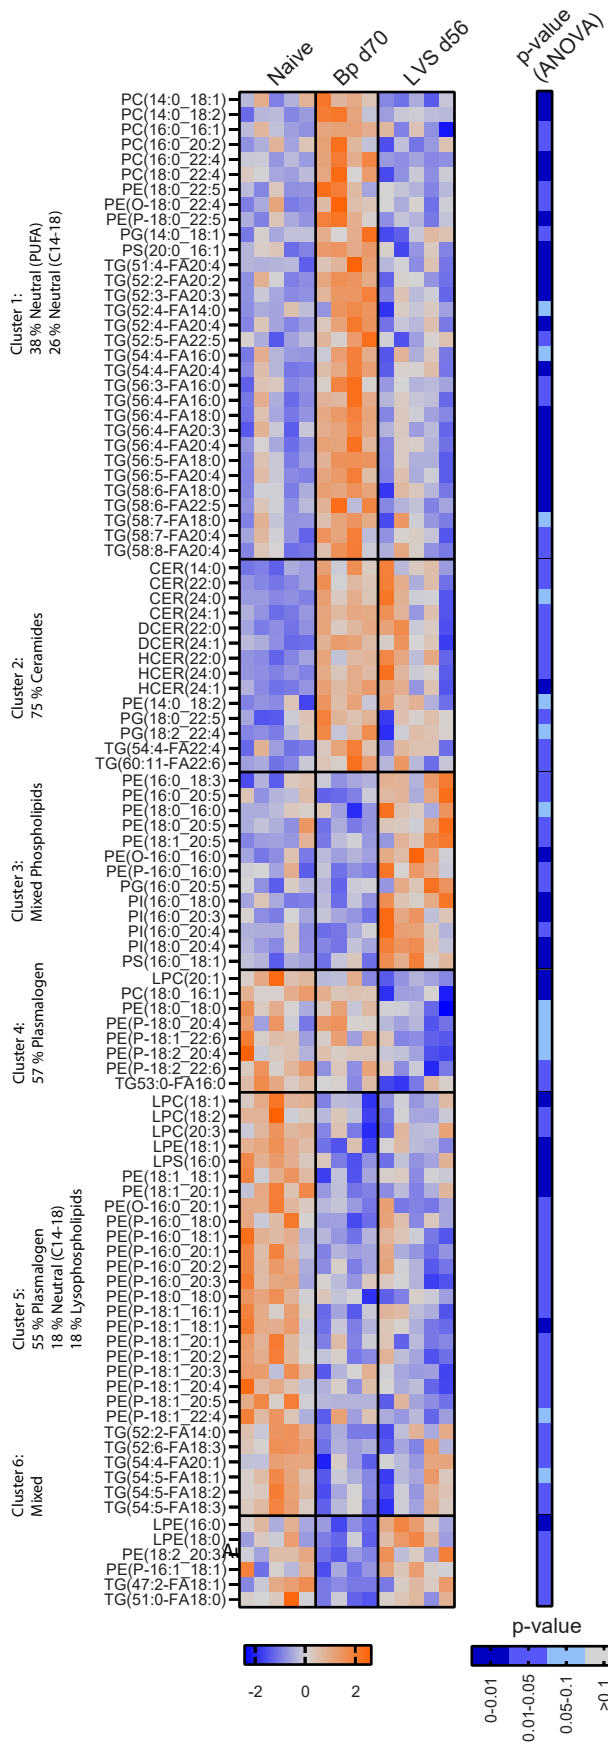 Naive
Bp d70
LVS d56
p-value
(ANOVA)
Cluster 1:
38 % Neutral (PUFA)
26 % Neutral (C14-18)
PC(14:0_18:1)
PC(14:0_18:2)
PC(16:0_16:1)
PC(16:0_20:2)
PC(16:0_22:4)
PC(18:0_22:4)
PE(18:0_22:5)
PE(O-18:0_22:4)
PE(P-18:0_22:5)
PG(14:0_18:1)
PS(20:0_16:1)
TG(51:4-FA20:4)
TG(52:2-FA20:2)
TG(52:3-FA20:3)
TG(52:4-FA14:0)
TG(52:4-FA20:4)
TG(52:5-FA22:5)
TG(54:4-FA16:0)
TG(54:4-FA20:4)
TG(56:3-FA16:0)
TG(56:4-FA16:0)
TG(56:4-FA18:0)
TG(56:4-FA20:3)
TG(56:4-FA20:4)
TG(56:5-FA18:0)
TG(56:5-FA20:4)
TG(58:6-FA18:0)
TG(58:6-FA22:5)
TG(58:7-FA18:0)
TG(58:7-FA20:4)
TG(58:8-FA20:4)
Cluster 2:
75 % Ceramides
CER(14:0)
CER(22:0)
CER(24:0)
CER(24:1)
DCER(22:0)
DCER(24:1)
HCER(22:0)
HCER(24:0)
HCER(24:1)
PE(14:0_18:2)
PG(18:0_22:5)
PG(18:2_22:4)
TG(54:4-FA22:4)
TG(60:11-FA22:6)
Cluster 3:
Mixed Phospholipids
PE(16:0_18:3)
PE(16:0_20:5)
PE(18:0_16:0)
PE(18:0_20:5)
PE(18:1_20:5)
PE(O-16:0_16:0)
PE(P-16:0_16:0)
PG(16:0_20:5)
PI(16:0_18:0)
PI(16:0_20:3)
PI(16:0_20:4)
PI(18:0_20:4)
PS(16:0_18:1)
Cluster 4:
57 % Plasmalogen
LPC(20:1)
PC(18:0_16:1)
PE(18:0_18:0)
PE(P-18:0_20:4)
PE(P-18:1_22:6)
PE(P-18:2_20:4)
PE(P-18:2_22:6)
TG53:0-FA16:0
Cluster 5:
55 % Plasmalogen
18 % Neutral (C14-18)
18 % Lysophospholipids
LPC(18:1)
LPC(18:2)
LPC(20:3)
LPE(18:1)
LPS(16:0)
PE(18:1_18:1)
PE(18:1_20:1)
PE(O-16:0_20:1)
PE(P-16:0_18:0)
PE(P-16:0_18:1)
PE(P-16:0_20:1)
PE(P-16:0_20:2)
PE(P-16:0_20:3)
PE(P-18:0_18:0)
PE(P-18:1_16:1)
PE(P-18:1_18:1)
PE(P-18:1_20:1)
PE(P-18:1_20:2)
PE(P-18:1_20:3)
PE(P-18:1_20:4)
PE(P-18:1_20:5)
PE(P-18:1_22:4)
TG(52:2-FA14:0)
TG(52:6-FA18:3)
TG(54:4-FA20:1)
TG(54:5-FA18:1)
TG(54:5-FA18:2)
TG(54:5-FA18:3)
Cluster 6:
Mixed
LPE(16:0)
LPE(18:0)
PE(18:2_20:3
PE(P-16:1_18:1)
TG(47:2-FA18:1)
TG(51:0-FA18:0)
-2 0 2
p-value
0-0.01
0.01-0.05
0.05-0.1
>0.1